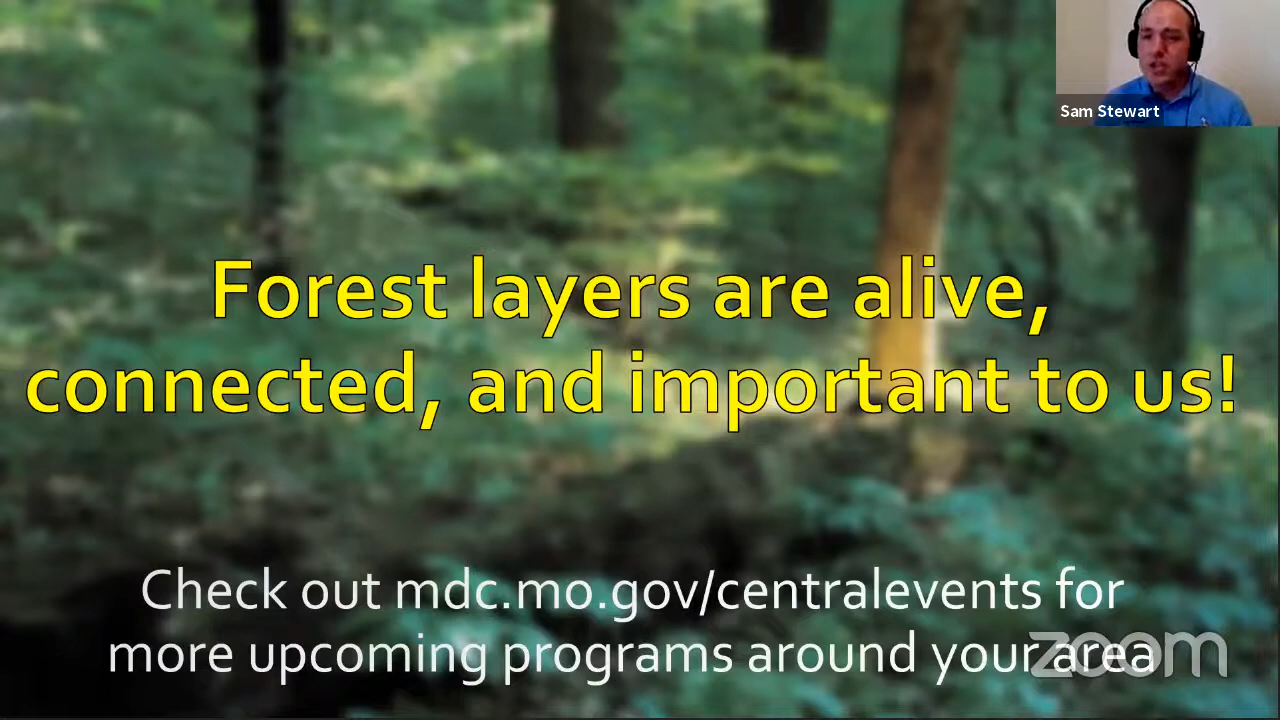 Sam Stewart
Forest layers are alive,
connected, and important to us!
Check out mdc.mo.gov/centralevents for
more upcoming programs around your area
zoom